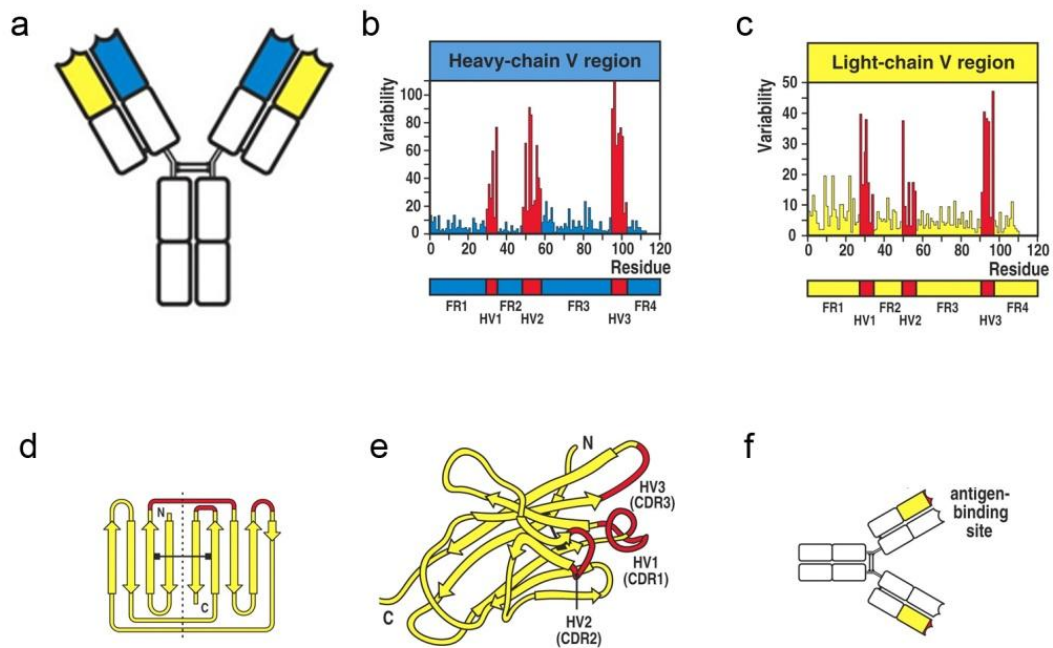 a
b
Heavy-chain V region
Variability
100
80
60
40
20
0
0 20 40 60 80 100 120
Residue
FR1 HV1 FR2 HV2 FR3 HV3 FR4
c
Light-chain V region
Variability
50
40
30
20
10
0
0 20 40 60 80 100 120
Residue
FR1 HV1 FR2 HV2 FR3 HV3 FR4
d
N
C
e
N
HV3
(CDR3)
HV1
(CDR1)
C
HV2
(CDR2)
f
antigen-
binding
site